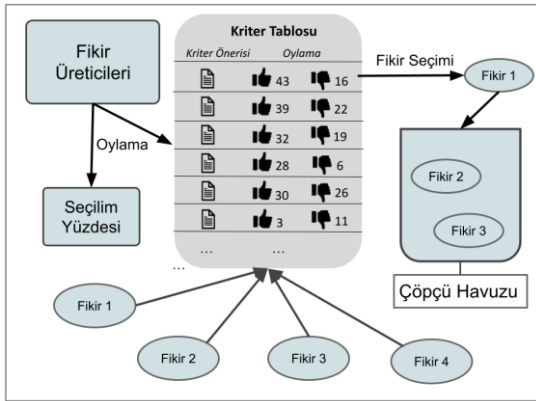 Fikir
Üreticileri
Oylama
Seçilim
Yüzdesi
Kriter Tablosu
Kriter Önerisi Oylama
43 16
39 22
32 19
28 6
30 26
3 11
... ...
...
Fikir Seçimi
Fikir 1
Fikir 2
Fikir 3
Çöpçü Havuzu
Fikir 1
Fikir 2
Fikir 3
Fikir 4